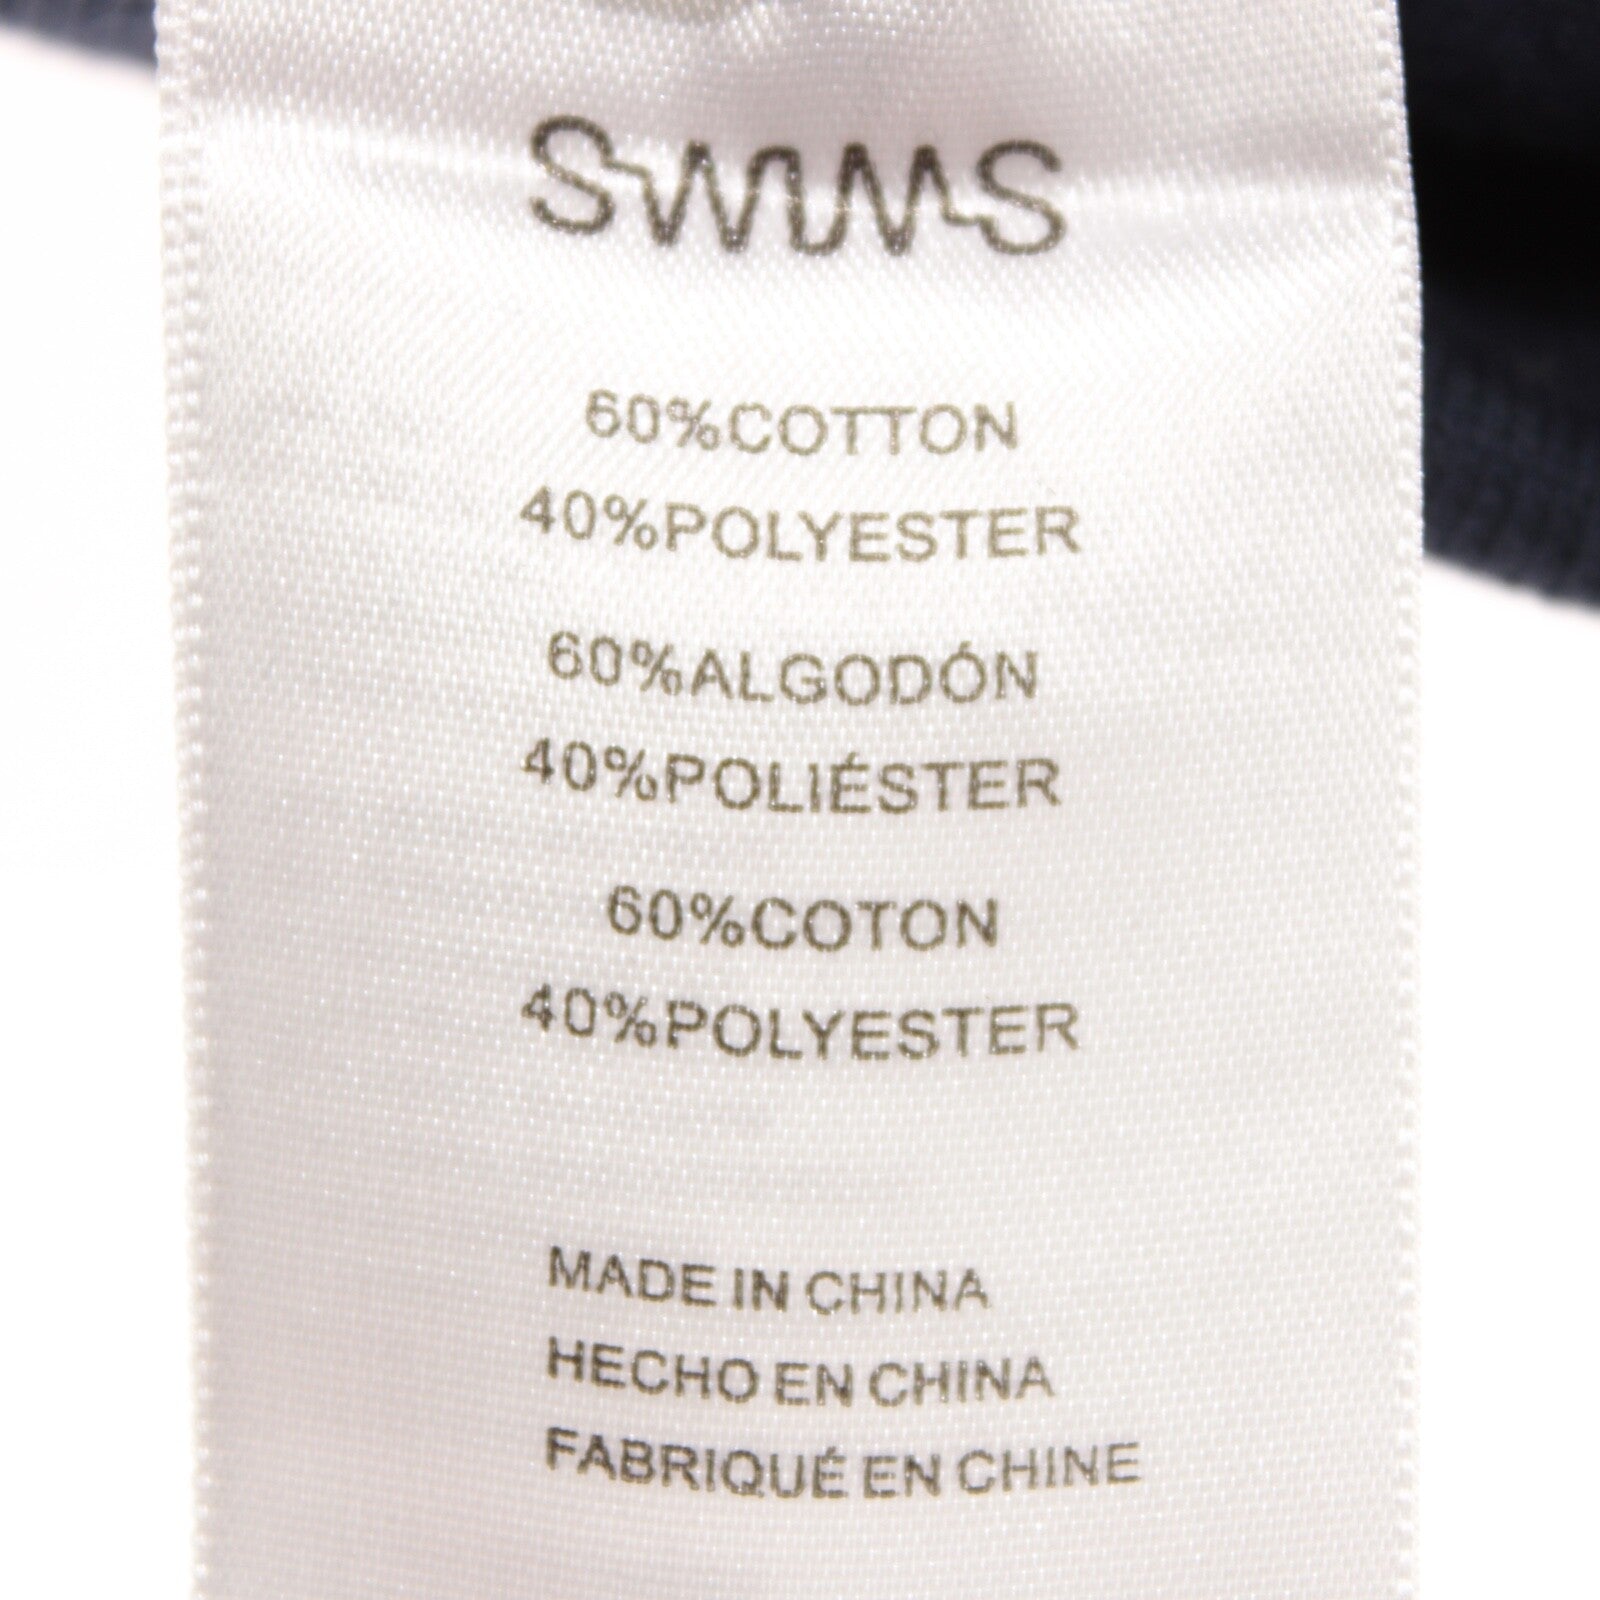 SWIMS
60%COTTON
40%POLYESTER
60%ALGODÓN
40%POLIÉSTER
60%COTON
40%POLYESTER
MADE IN CHINA
HECHO EN CHINA
FABRIQUÉ EN CHINE